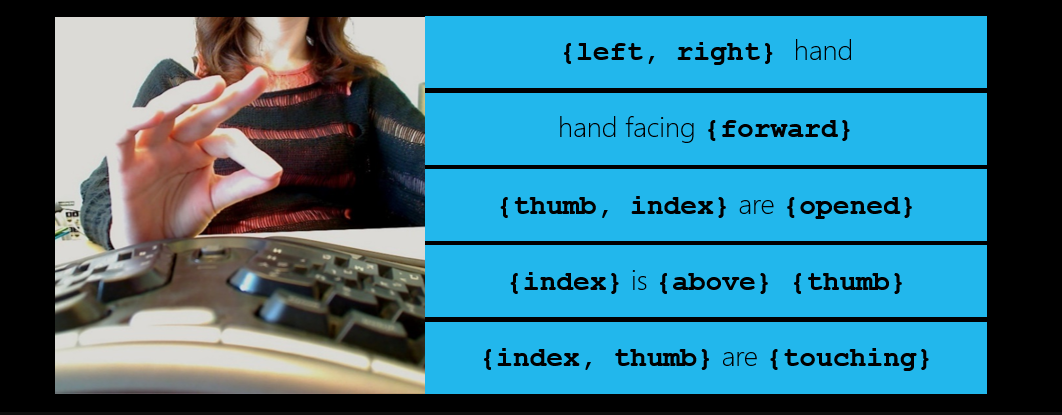 {left, right} hand
hand facing {forward}
{thumb, index} are {opened}
{index} is {above} {thumb}
{index, thumb} are {touching}